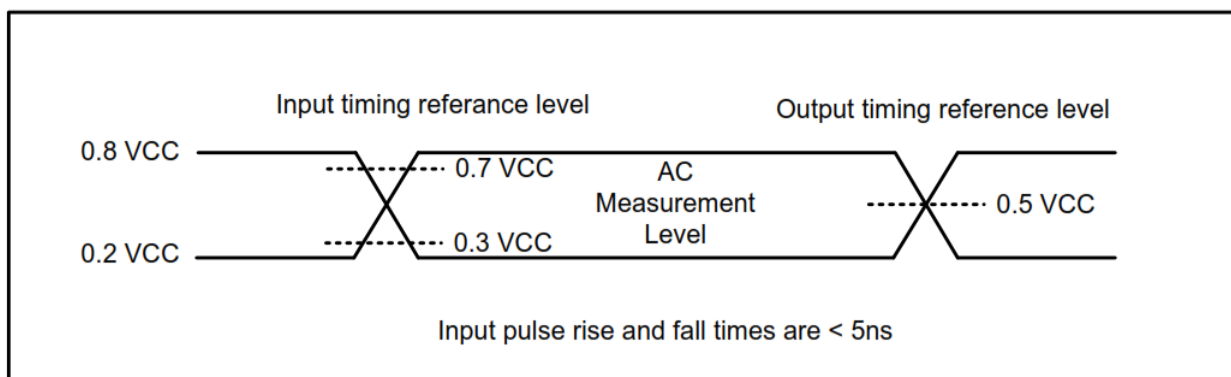 Input timing referance level
Output timing reference level
0.8 VCC
0.7 VCC
AC
Measurement
Level
0.5 VCC
0.3 VCC
0.2 VCC
Input pulse rise and fall times are < 5ns